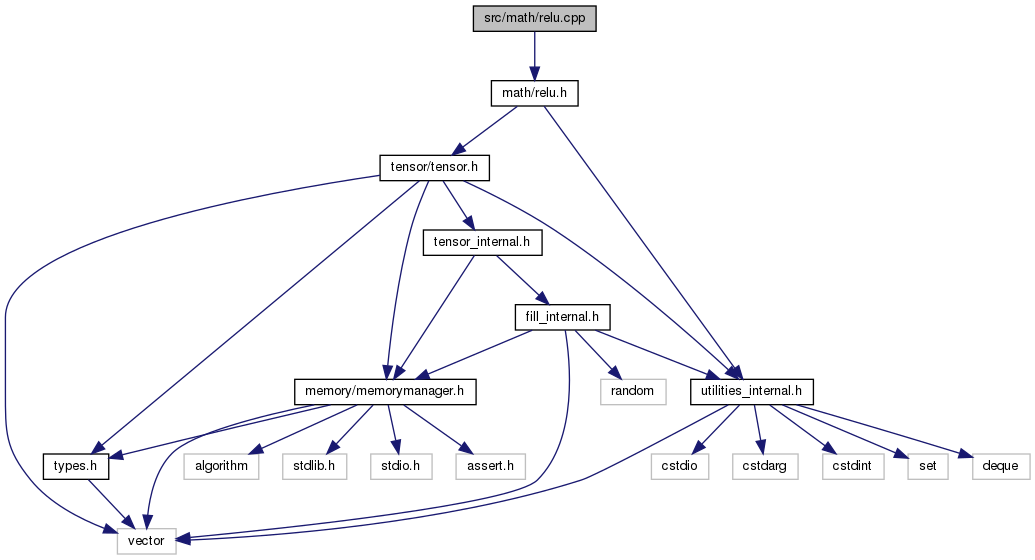 src/math/relu.cpp
math/relu.h
tensor/tensor.h
tensor_internal.h
fill_internal.h
memory/memorymanager.h
random
utilities_internal.h
types.h
algorithm
stdlib.h
stdio.h
assert.h
cstdio
cstdarg
cstdint
set
deque
vector